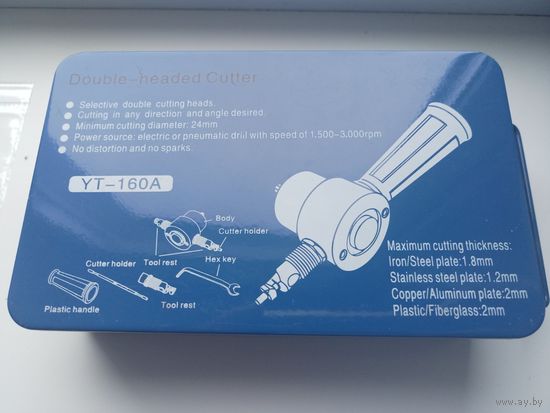 Double-headed Cutter
Selective double cutting heads.
Cutting in any direction and angle desired.
Minimum cutting diameter: 24mm
Power source: electric or pneumatic drill with speed of 1,500-3,000rpm
No distortion and no sparks.
YT-160A
Body
Cutter holder
Cutter holder
Tool rest
Hex key
Tool rest
Plastic handle
Maximum cutting thickness:
Iron/Steel plate:1.8mm
Stainless steel plate:1.2mm
Copper/Aluminum plate:2mm
Plastic/Fiberglass:2mm
© www.ay.by